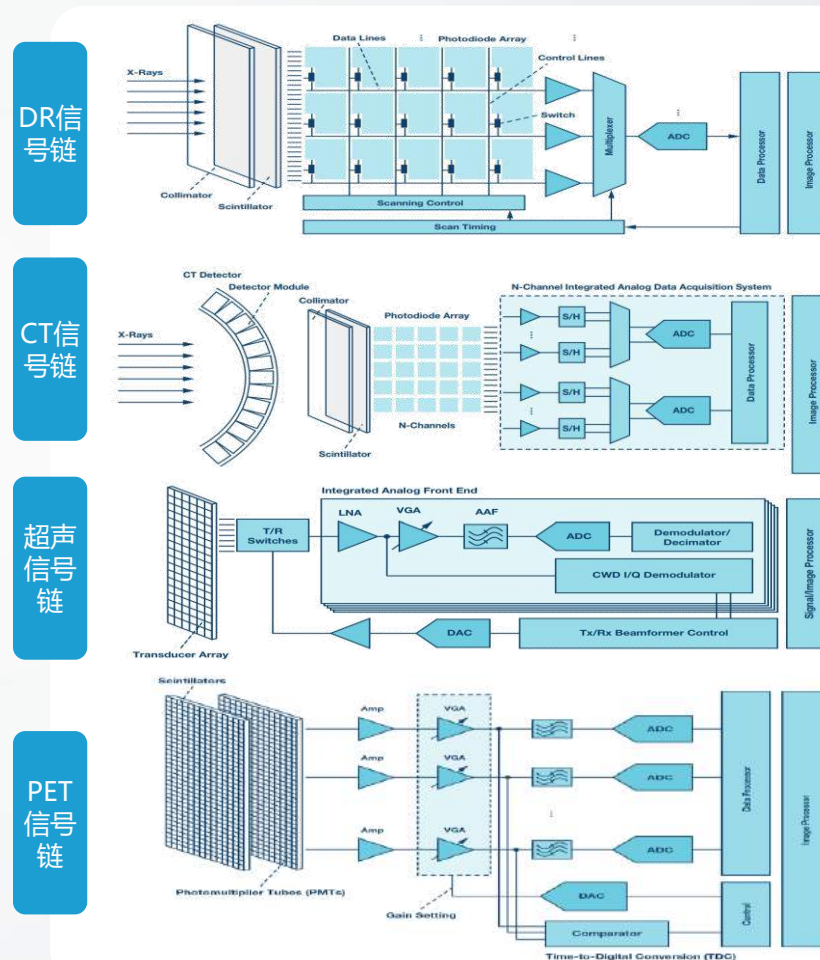 DR信
号链
Data Lines
Photodiode Array
Control Lines
X-Rays
Switch
Multiplexer
ADC
Data Processor
Image Processor
Collimator
Scintillator
Scanning Control
Scan Timing
CT信
号链
CT Detector
Detector Module
Collimator
X-Rays
Photodiode Array
N-Channels
Scintillator
N-Channel Integrated Analog Data Acquisition System
S/H
S/H
ADC
S/H
S/H
ADC
Data Processor
Image Processor
超声
信号
链
Integrated Analog Front End
T/R
Switches
LNA
VGA
AAF
ADC
Demodulator/
Decimator
CWD I/Q Demodulator
DAC
Tx/Rx Beamformer Control
Signal/Image Processor
Transducer Array
PET
信号
链
Scintillators
Amp
VGA
ADC
Amp
VGA
ADC
Amp
VGA
ADC
Data Processor
Image Processor
Photomultiplier Tubes (PMTs)
Gain Setting
DAC
Control
Comparator
Time-to-Digital Conversion (TDC)